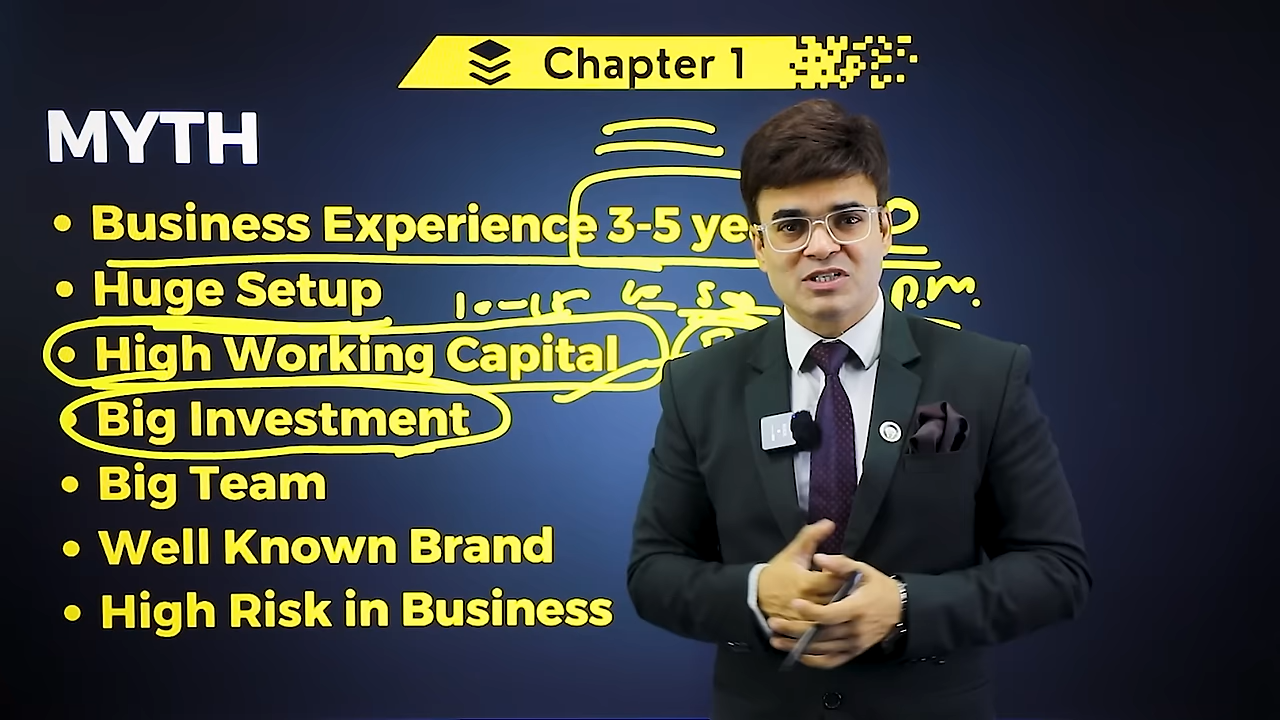 Chapter 1
MYTH
• Business Experience 3-5 ye
• Huge Setup
• High Working Capital
• Big Investment
• Big Team
• Well Known Brand
• High Risk in Business